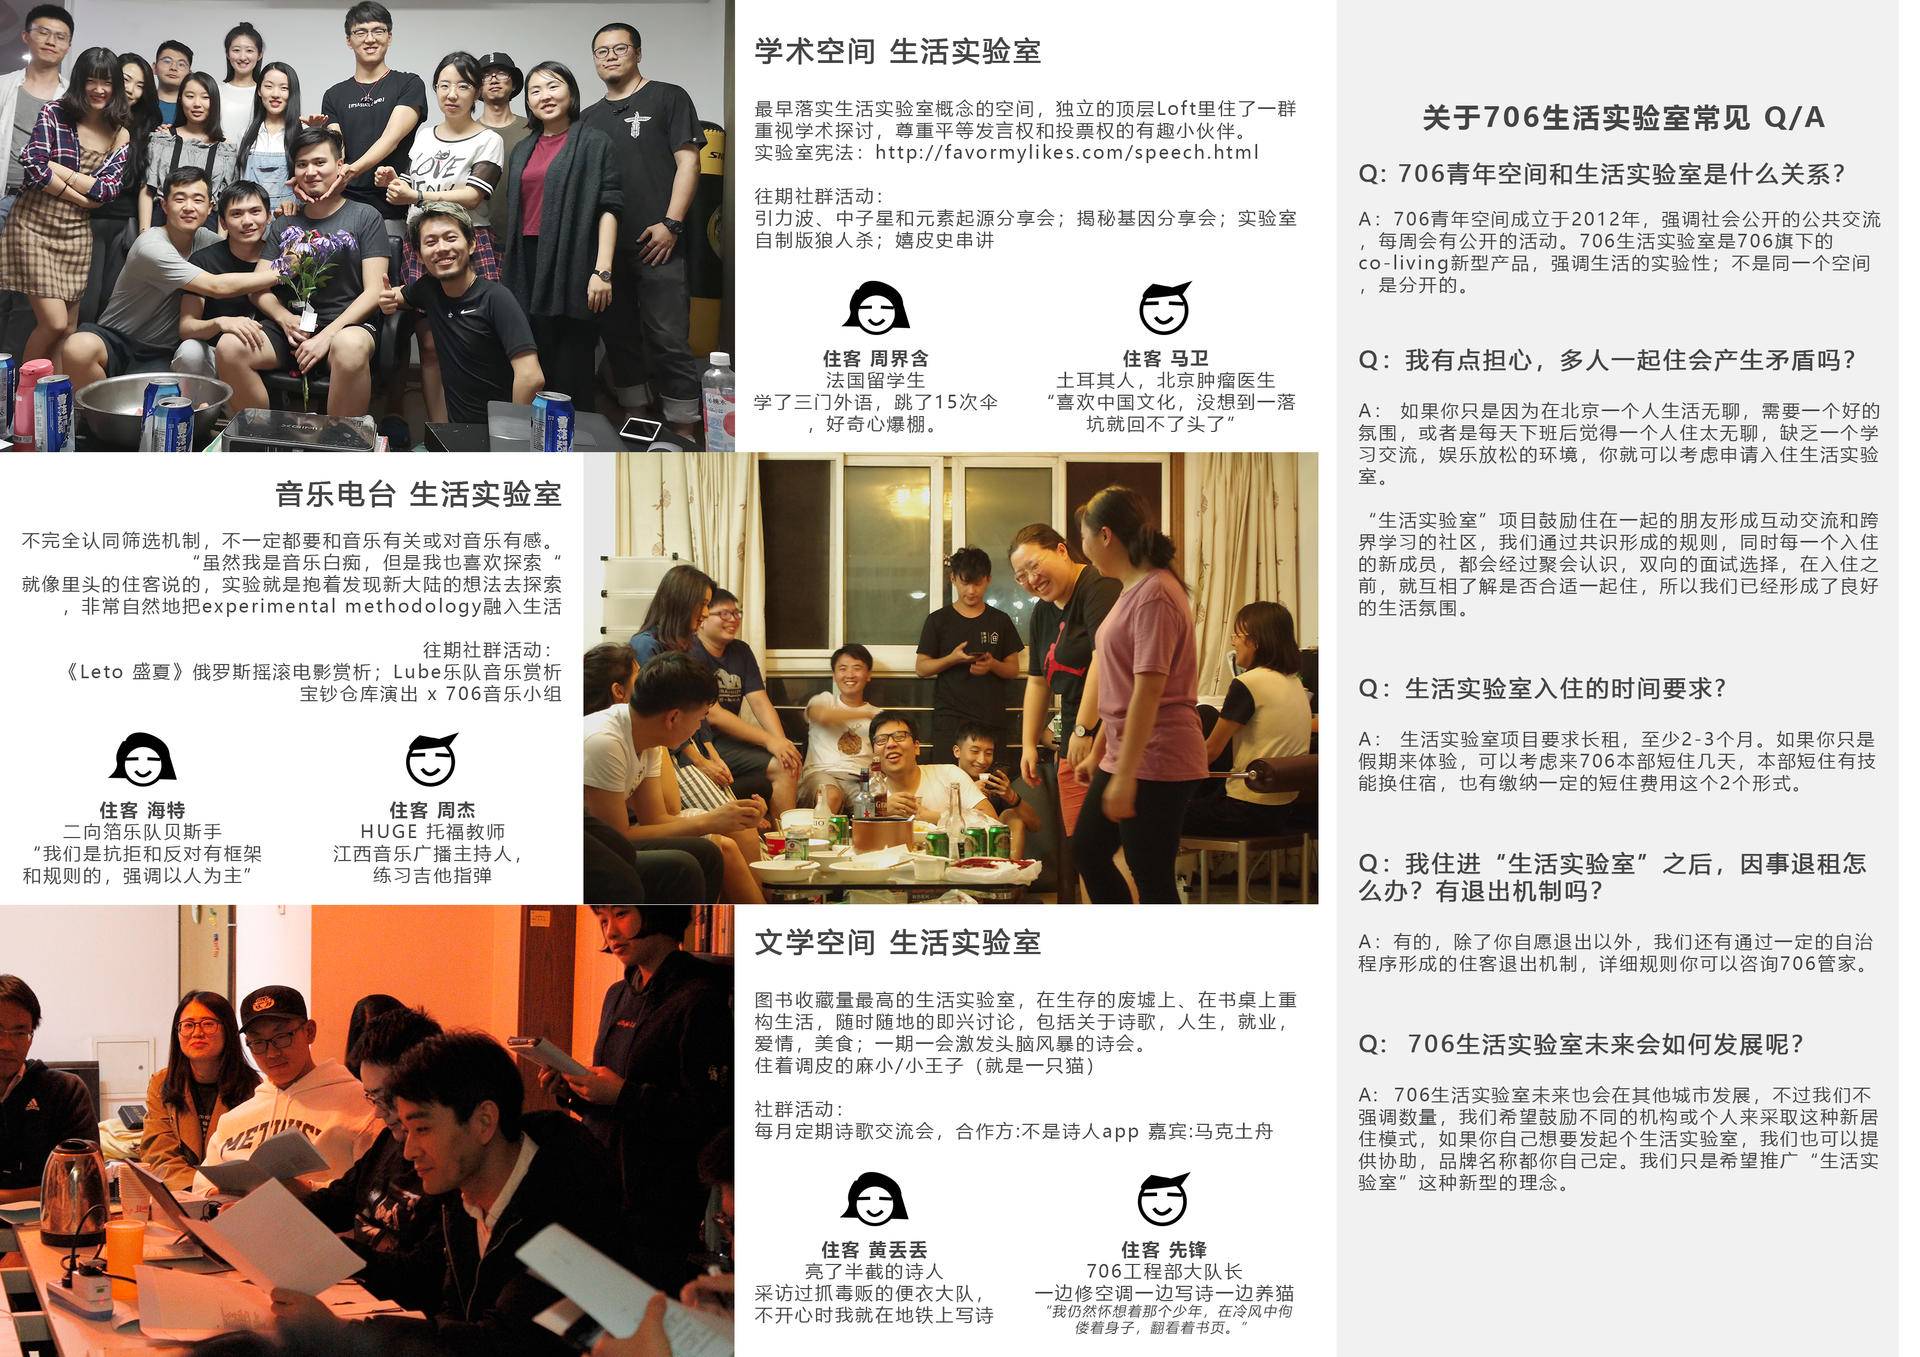 学术空间 生活实验室
最早落实生活实验室概念的空间，独立的顶层Loft里住了一群
重视学术探讨，尊重平等发言权和投票权的有趣小伙伴。
实验室宪法：http://favormylikes.com/speech.html
往期社群活动：
引力波、中子星和元素起源分享会；揭秘基因分享会；实验室
自制版狼人杀；嬉皮史串讲
住客 周界含
法国留学生
学了三门外语，跳了15次伞
，好奇心爆棚。
住客 马卫
土耳其人，北京肿瘤医生
“喜欢中国文化，没想到一落
坑就回不了头了”
音乐电台 生活实验室
不完全认同筛选机制，不一定都要和音乐有关或对音乐有感。
“虽然我是音乐白痴，但是我也喜欢探索 “
就像里头的住客说的，实验就是抱着发现新大陆的想法去探索
，非常自然地把experimental methodology融入生活
往期社群活动：
《Leto 盛夏》俄罗斯摇滚电影赏析；Lube乐队音乐赏析
宝钞仓库演出 x 706音乐小组
住客 海特
二向箔乐队贝斯手
“我们是抗拒和反对有框架
和规则的，强调以人为主”
住客 周杰
HUGE 托福教师
江西音乐广播主持人，
练习吉他指弹
文学空间 生活实验室
图书收藏量最高的生活实验室，在生存的废墟上、在书桌上重
构生活，随时随地的即兴讨论，包括关于诗歌，人生，就业，
爱情，美食；一期一会激发头脑风暴的诗会。
住着调皮的麻小/小王子（就是一只猫）
社群活动：
每月定期诗歌交流会，合作方:不是诗人app 嘉宾:马克土舟
住客 黄丢丢
亮了半截的诗人
采访过抓毒贩的便衣大队，
不开心时我就在地铁上写诗
住客 先锋
706工程部大队长
一边修空调一边写诗一边养猫
“我仍然怀想着那个少年，在冷风中佝
偻着身子，翻看着书页。”
关于706生活实验室常见 Q/A
Q：706青年空间和生活实验室是什么关系？
A：706青年空间成立于2012年，强调社会公开的公共交流
，每周会有公开的活动。706生活实验室是706旗下的
co-living新型产品，强调生活的实验性；不是同一个空间
，是分开的。
Q：我有点担心，多人一起住会产生矛盾吗？
A： 如果你只是因为在北京一个人生活无聊，需要一个好的
氛围，或者是每天下班后觉得一个人住太无聊，缺乏一个学
习交流，娱乐放松的环境，你就可以考虑申请入住生活实验
室。
“生活实验室”项目鼓励住在一起的朋友形成互动交流和跨
界学习的社区，我们通过共识形成的规则，同时每一个入住
的新成员，都会经过聚会认识，双向的面试选择，在入住之
前，就互相了解是否合适一起住，所以我们已经形成了良好
的生活氛围。
Q：生活实验室入住的时间要求？
A： 生活实验室项目要求长租，至少2-3个月。如果你只是
假期来体验，可以考虑来706本部短住几天，本部短住有技
能换住宿，也有缴纳一定的短住费用这个2个形式。
Q：我住进“生活实验室”之后，因事退租怎
么办？有退出机制吗？
A：有的，除了你自愿退出以外，我们还有通过一定的自治
程序形成的住客退出机制，详细规则你可以咨询706管家。
Q： 706生活实验室未来会如何发展呢？
A：706生活实验室未来也会在其他城市发展，不过我们不
强调数量，我们希望鼓励不同的机构或个人来采取这种新居
住模式，如果你自己想要发起个生活实验室，我们也可以提
供协助，品牌名称都你自己定。我们只是希望推广“生活实
验室”这种新型的理念。